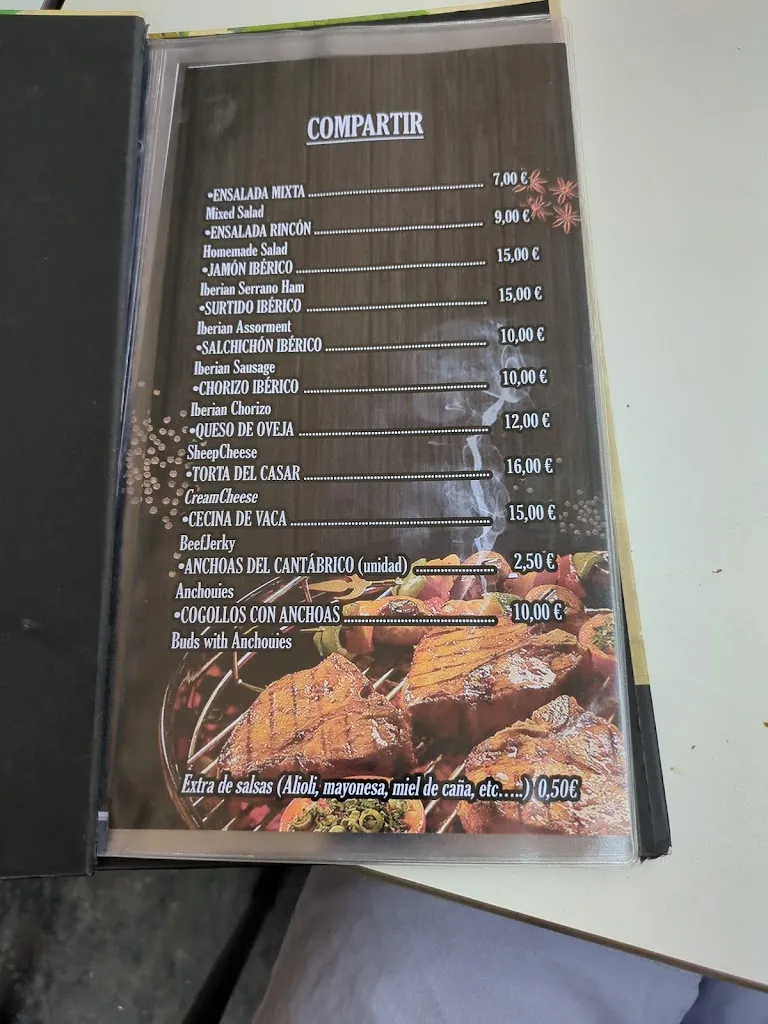 COMPARTIR
•ENSALADA MIXTA ........................ 7,00 €
Mixed Salad
•ENSALADA RINCÓN ........................ 9,00 €
Homemade Salad
•JAMÓN IBÉRICO ........................ 15,00 €
Iberian Serrano Ham
•SURTIDO IBÉRICO ........................ 15,00 €
Iberian Assorment
•SALCHICHÓN IBÉRICO ........................ 10,00 €
Iberian Sausage
•CHORIZO IBÉRICO ........................ 10,00 €
Iberian Chorizo
•QUESO DE OVEJA ........................ 12,00 €
SheepCheese
•TORTA DEL CASAR ........................ 16,00 €
CreamCheese
•CECINA DE VACA ........................ 15,00 €
BeefJerky
•ANCHOAS DEL CANTÁBRICO (unidad) ............ 2,50 €
Anchouies
•COGOLLOS CON ANCHOAS ........................ 10,00 €
Buds with Anchouies
Extra de salsas (Alioli, mayonesa, miel de caña, etc.....) 0,50€